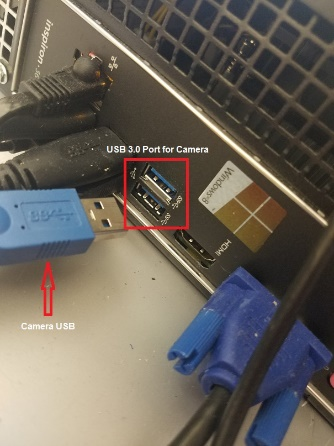 inspiron
USB 3.0 Port for Camera
Windows 8
HDMI
Camera USB